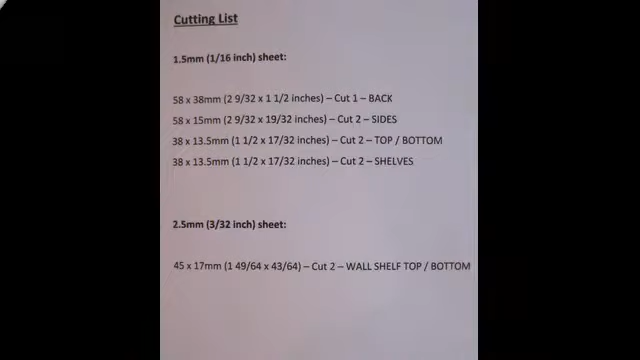 Cutting List
1.5mm (1/16 inch) sheet:
58 x 38mm (2 9/32 x 1 1/2 inches) – Cut 1 – BACK
58 x 15mm (2 9/32 x 19/32 inches) – Cut 2 – SIDES
38 x 13.5mm (1 1/2 x 17/32 inches) – Cut 2 – TOP / BOTTOM
38 x 13.5mm (1 1/2 x 17/32 inches) – Cut 2 – SHELVES
2.5mm (3/32 inch) sheet:
45 x 17mm (1 49/64 x 43/64) – Cut 2 – WALL SHELF TOP / BOTTOM